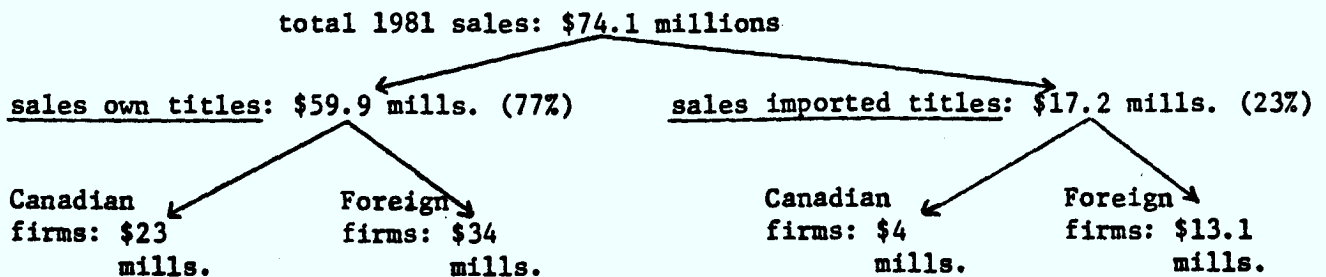 total 1981 sales: $74.1 millions
sales own titles: $59.9 mills. (77%)
sales imported titles: $17.2 mills. (23%)
Canadian
firms: $23
mills.
Foreign
firms: $34
mills.
Canadian
firms: $4
mills.
Foreign
firms: $13.1
mills.